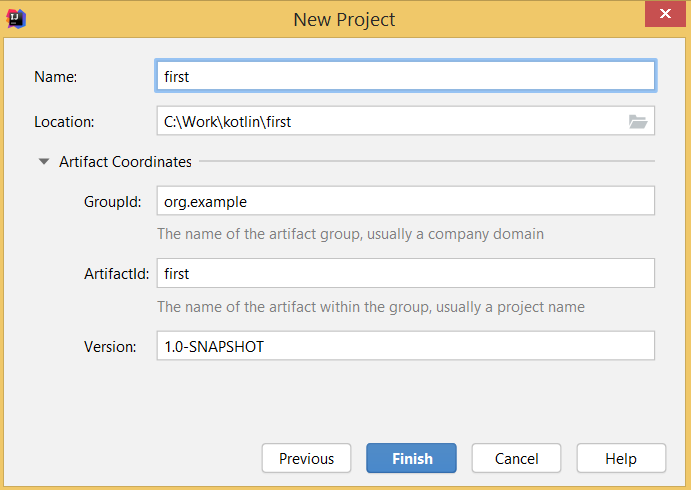 New Project
Name: first
Location: C:\Work\kotlin\first
Artifact Coordinates
GroupId: org.example
The name of the artifact group, usually a company domain
ArtifactId: first
The name of the artifact within the group, usually a project name
Version: 1.0-SNAPSHOT
Previous Finish Cancel Help